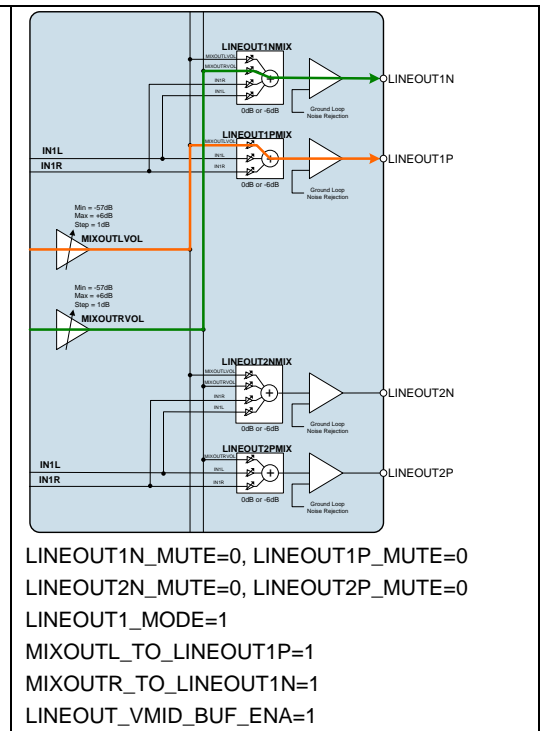 LINEOUT1NMIX
MIXOUTLVOL
MIXOUTRVOL
IN1R
IN1L
LINEOUT1N
0dB or -6dB
Ground Loop
Noise Rejection
LINEOUT1PMIX
MIXOUTLVOL
IN1L
IN1R
LINEOUT1P
0dB or -6dB
Ground Loop
Noise Rejection
IN1L
IN1R
Min = -57dB
Max = +6dB
Step = 1dB
MIXOUTLVOL
Min = -57dB
Max = +6dB
Step = 1dB
MIXOUTRVOL
LINEOUT2NMIX
MIXOUTLVOL
MIXOUTRVOL
IN1R
IN1L
LINEOUT2N
0dB or -6dB
Ground Loop
Noise Rejection
LINEOUT2PMIX
MIXOUTRVOL
IN1L
IN1R
LINEOUT2P
0dB or -6dB
Ground Loop
Noise Rejection
IN1L
IN1R
LINEOUT1N_MUTE=0, LINEOUT1P_MUTE=0
LINEOUT2N_MUTE=0, LINEOUT2P_MUTE=0
LINEOUT1_MODE=1
MIXOUTL_TO_LINEOUT1P=1
MIXOUTR_TO_LINEOUT1N=1
LINEOUT_VMID_BUF_ENA=1